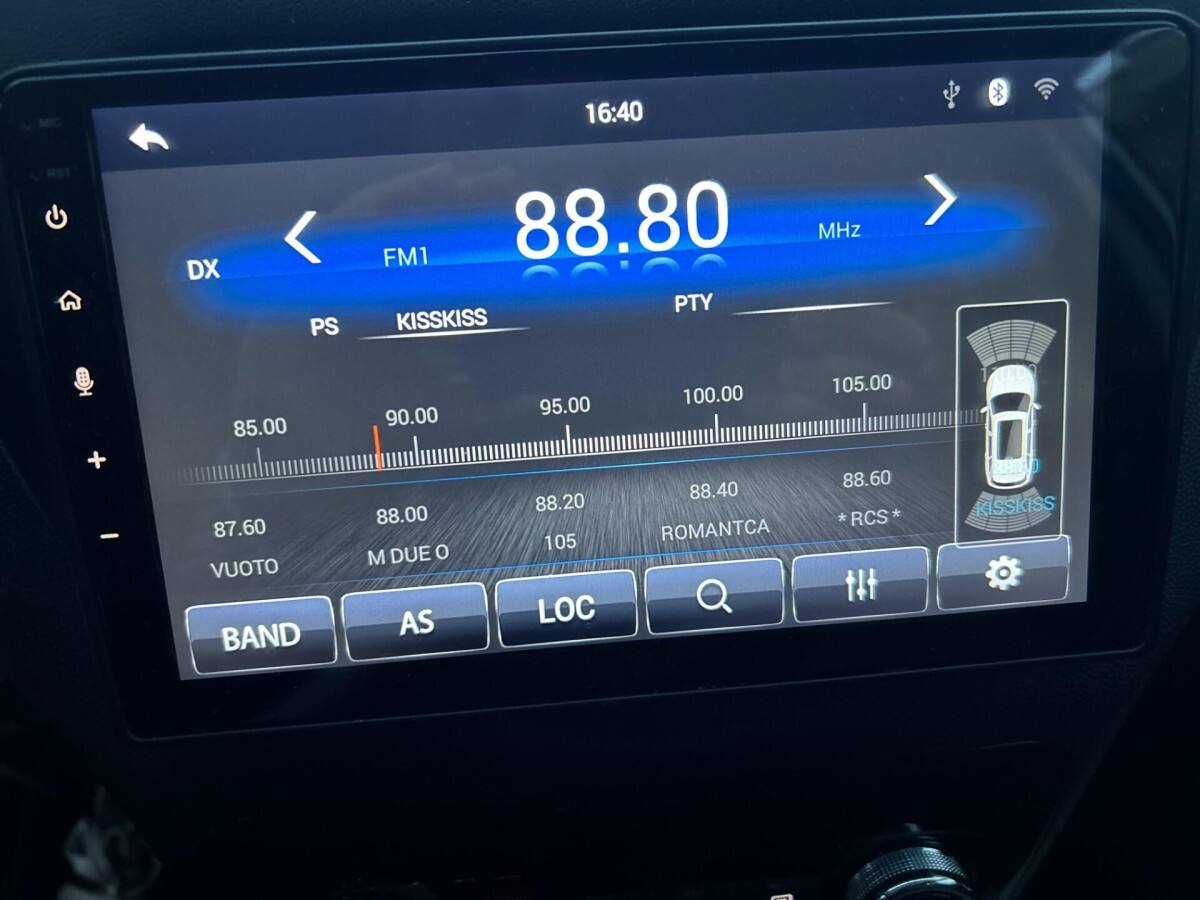 16:40
MIC
RST
88.80
DX
FM1
MHz
PS KISSKISS
PTY
85.00 90.00 95.00 100.00 105.00
87.60 88.00 88.20 88.40 88.60
VUOTO M DUE O 105 ROMANTCA *RCS*
KISSKISS
BAND AS LOC